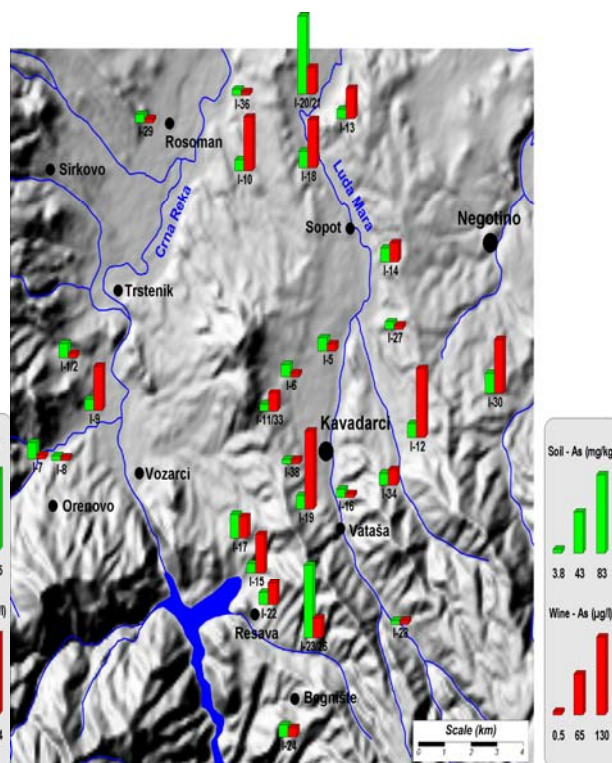 I-20/21
I-36
I-29
I-13
Rosoman
I-10
I-18
Sirkovo
Crna Reka
Luda Mara
Sopot
Negotino
I-14
Trstenik
I-27
I-5
I-1/2
I-6
I-30
I-9
I-11/33
Kavadarci
I-12
Soil - As (mg/kg)
I-7
I-8
I-38
Vozarci
I-34
I-16
I-19
Orenovo
Vataša
I-17
3.8 43 83
I-15
I-22
Resava
I-28
Wine - As (µg/l)
Begnište
I-24
Scale (km)
0 1 2 3 4
0.5 65 130